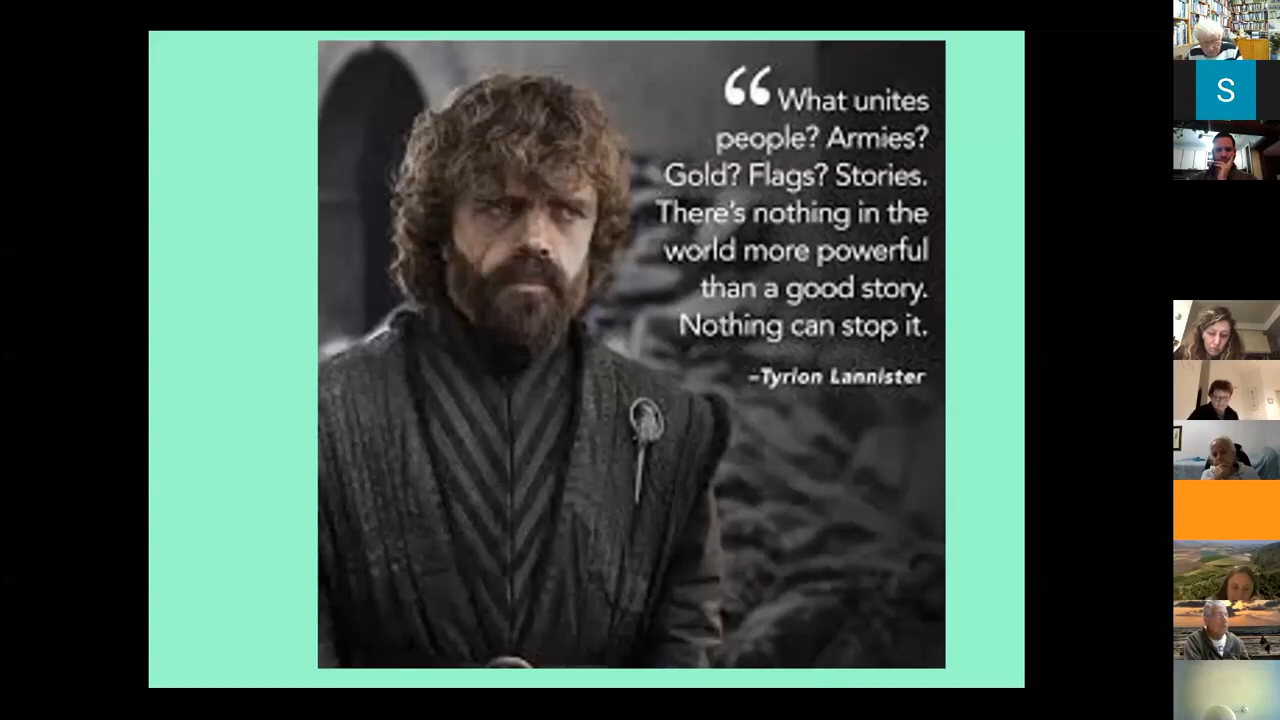 “ What unites
people? Armies?
Gold? Flags? Stories.
There's nothing in the
world more powerful
than a good story.
Nothing can stop it.
–Tyrion Lannister
S